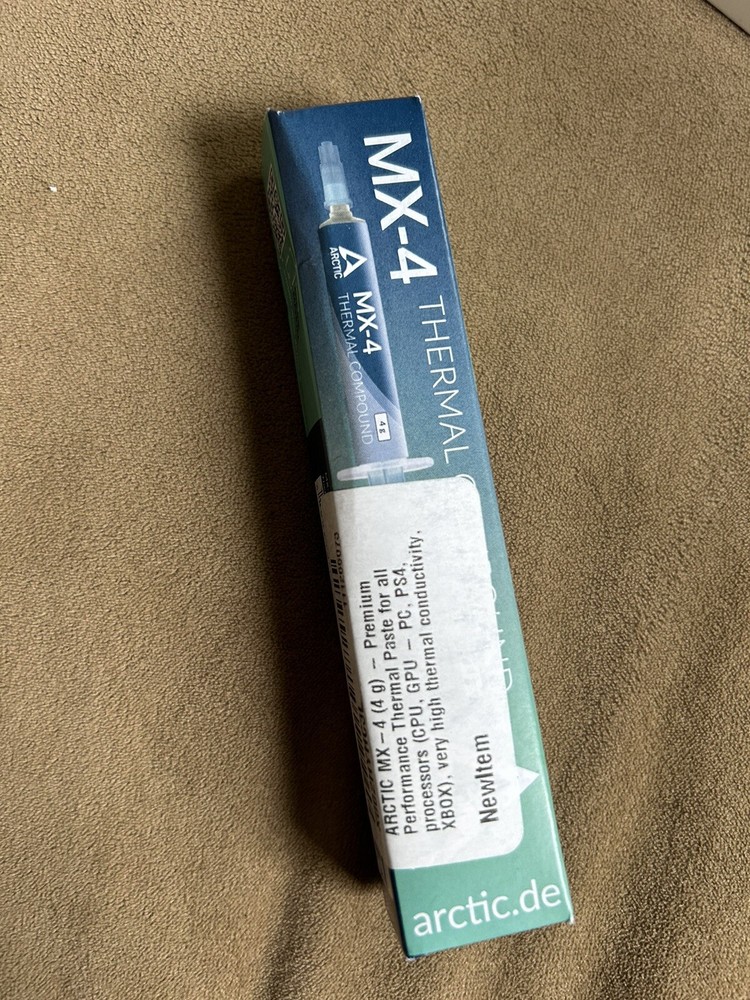 MX-4 THERMAL
ARCTIC
MX-4
THERMAL COMPOUND
4g
ARCTIC MX-4 (4 g) – Premium
Performance Thermal Paste for all
processors (CPU, GPU – PC, PS4,
XBOX), very high thermal conductivity,
NewItem
arctic.de